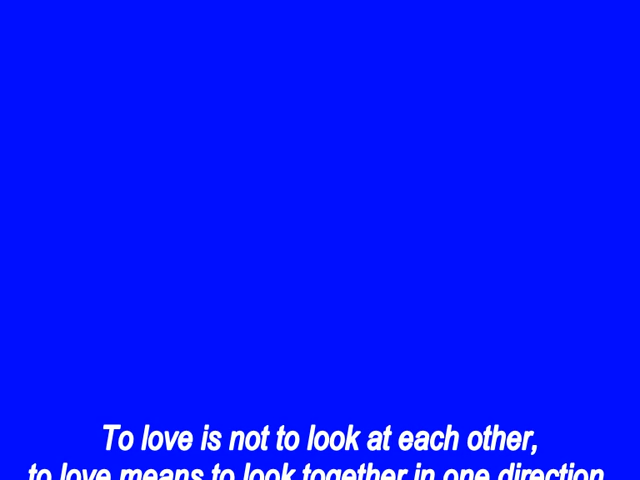 To love is not to look at each other,
to love means to look together in one direction